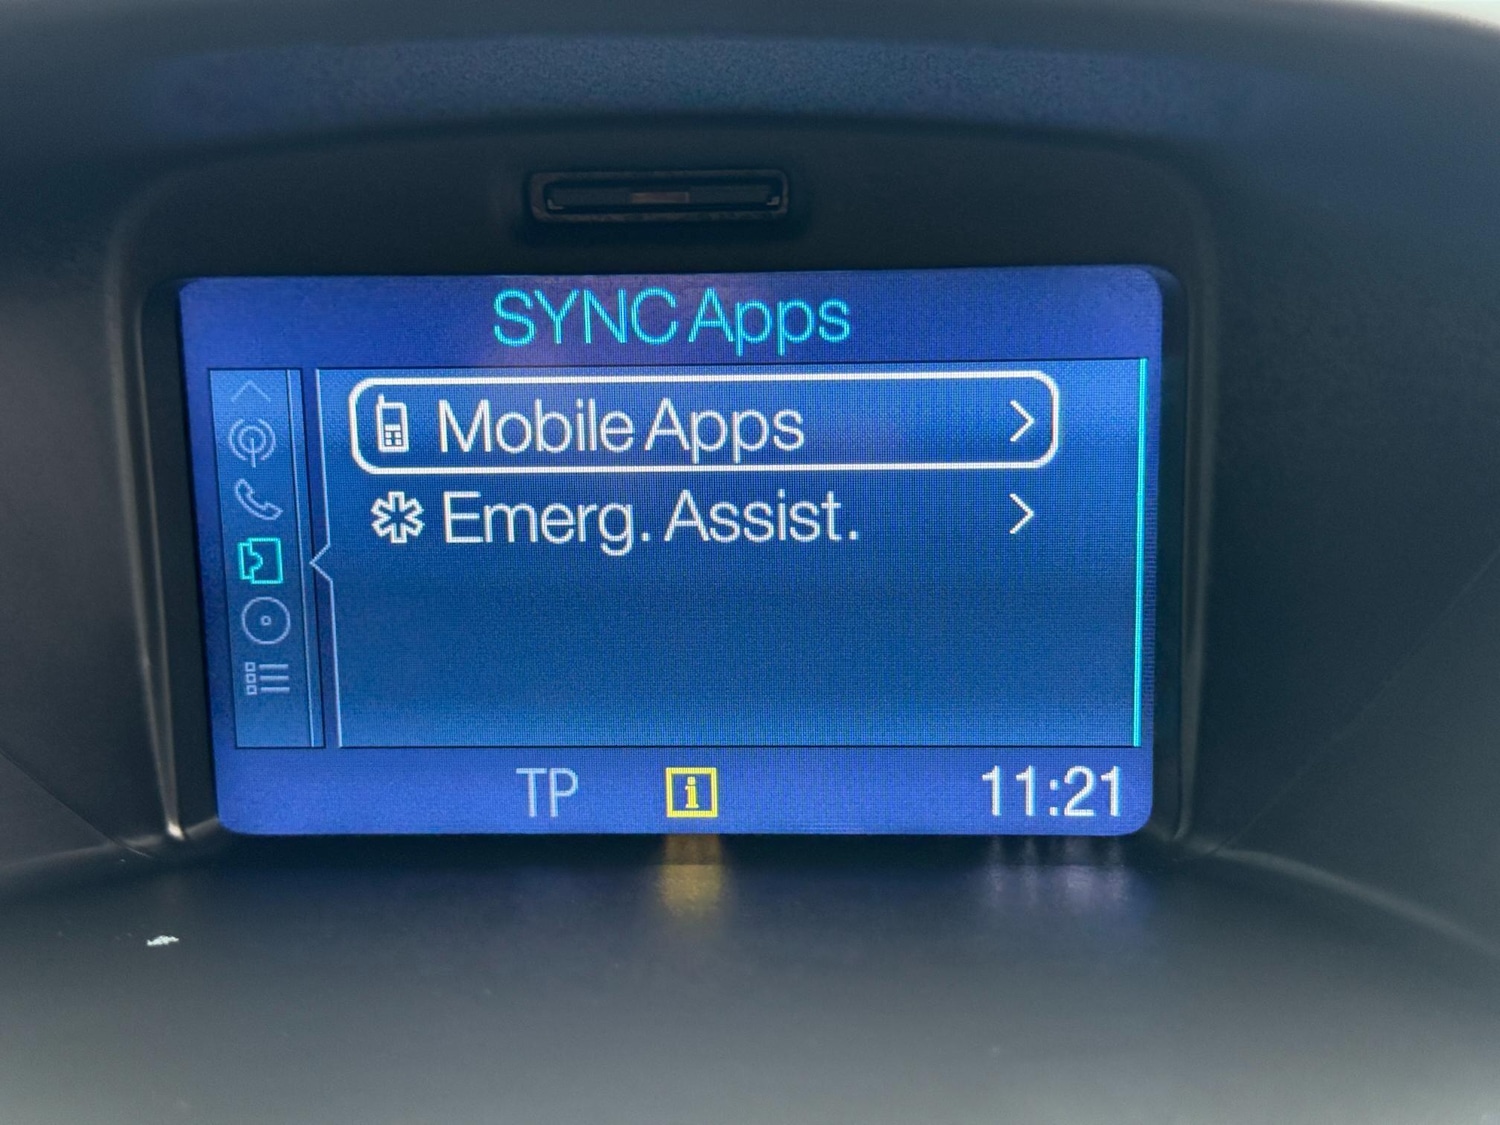 SYNC Apps
Mobile Apps
Emerg. Assist.
TP
i
11:21